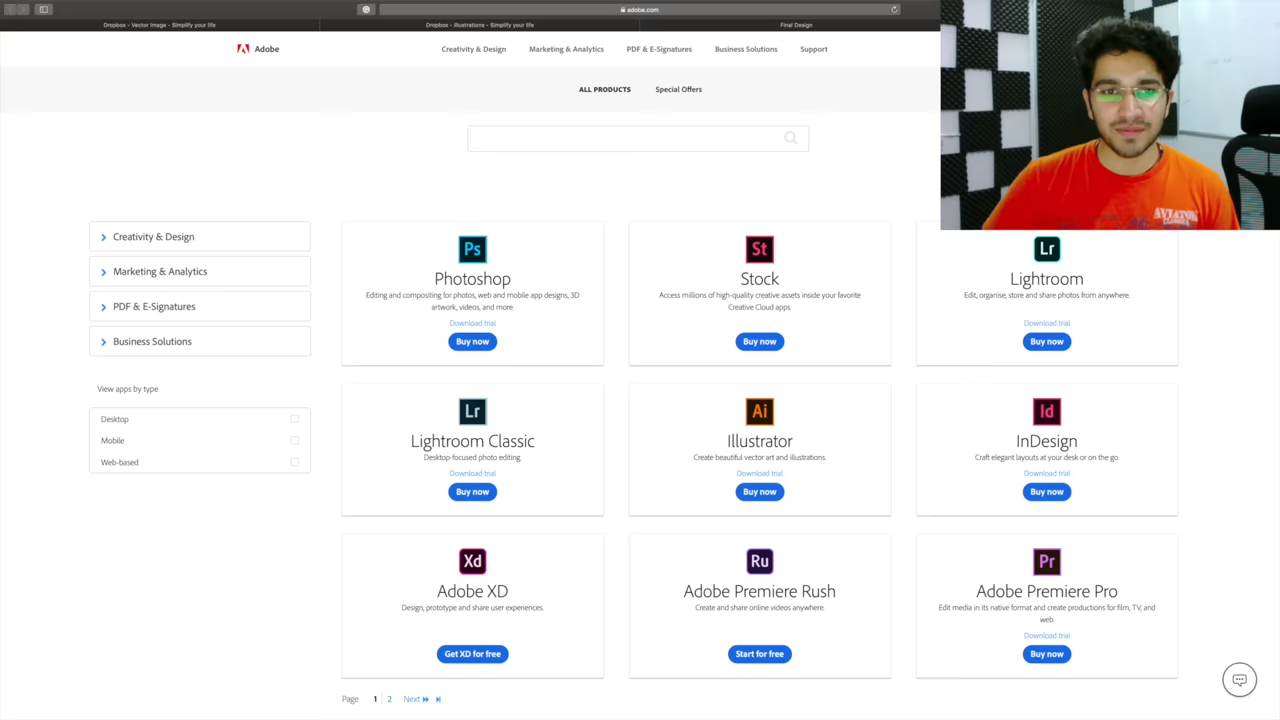 adobe.com
Dropbox - Vector Image - Simplify your life
Dropbox - Illustrations - Simplify your life
Final Design
Adobe
Creativity & Design
Marketing & Analytics
PDF & E-Signatures
Business Solutions
Support
ALL PRODUCTS
Special Offers
AVIATOR
Creativity & Design
Marketing & Analytics
PDF & E-Signatures
Business Solutions
View apps by type
Desktop
Mobile
Web-based
Ps
Photoshop
Editing and compositing for photos, web and mobile app designs, 3D
artwork, videos, and more.
Download trial
Buy now
St
Stock
Access millions of high-quality creative assets inside your favorite
Creative Cloud apps.
Buy now
Lr
Lightroom
Edit, organise, store and share photos from anywhere.
Download trial
Buy now
Lr
Lightroom Classic
Desktop-focused photo editing.
Download trial
Buy now
Ai
Illustrator
Create beautiful vector art and illustrations.
Download trial
Buy now
Id
InDesign
Craft elegant layouts at your desk or on the go.
Download trial
Buy now
Xd
Adobe XD
Design, prototype and share user experiences.
Get XD for free
Ru
Adobe Premiere Rush
Create and share online videos anywhere.
Start for free
Pr
Adobe Premiere Pro
Edit media in its native format and create productions for film, TV, and
web.
Download trial
Buy now
Page 1 2 Next